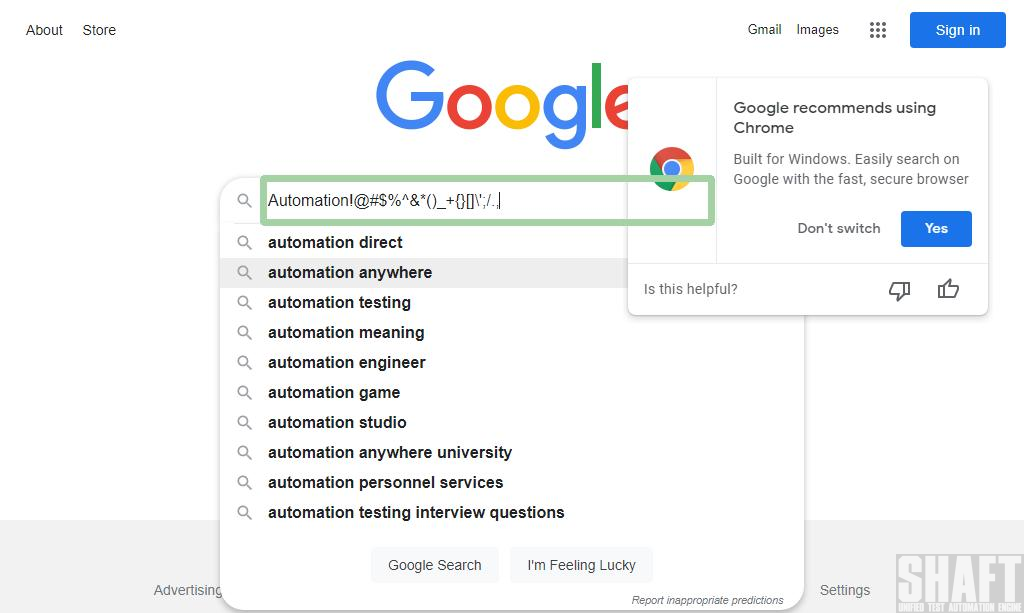 About Store
Gmail Images
Sign in
Google
Google recommends using
Chrome
Built for Windows. Easily search on
Google with the fast, secure browser
Don't switch
Yes
Is this helpful?
Automation!@#$%^&*()_+{}[]\';/.,
automation direct
automation anywhere
automation testing
automation meaning
automation engineer
automation game
automation studio
automation anywhere university
automation personnel services
automation testing interview questions
Google Search
I'm Feeling Lucky
Report inappropriate predictions
Advertising
Settings
SHAFT
UNIFIED TEST AUTOMATION ENGINE